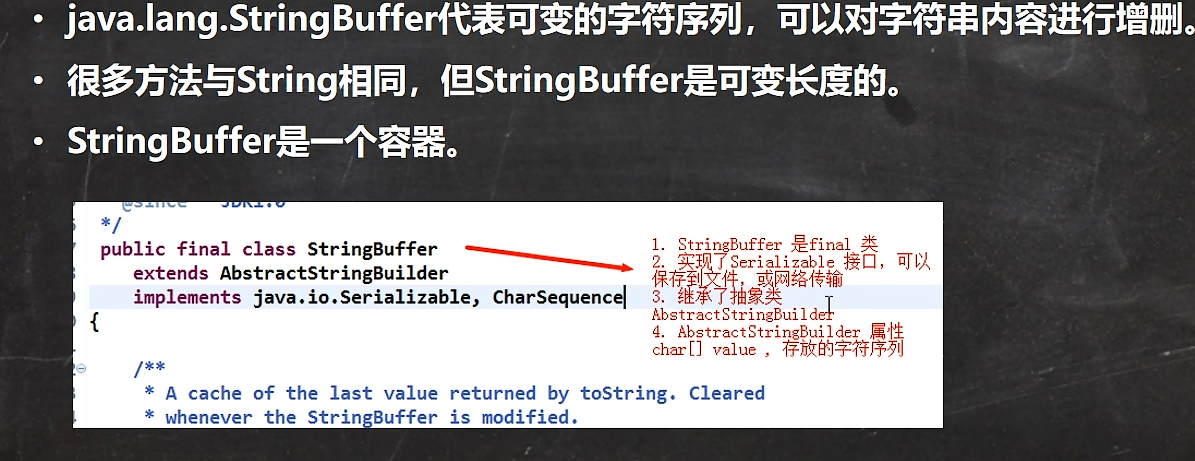 • java.lang.StringBuffer代表可变的字符序列，可以对字符串内容进行增删。
• 很多方法与String相同，但StringBuffer是可变长度的。
• StringBuffer是一个容器。
@since JDK1.0
*/
public final class StringBuffer
extends AbstractStringBuilder
implements java.io.Serializable, CharSequence
{
/**
* A cache of the last value returned by toString. Cleared
* whenever the StringBuffer is modified.
1. StringBuffer 是final 类
2. 实现了Serializable 接口，可以
保存到文件，或网络传输
3. 继承了抽象类
AbstractStringBuilder
4. AbstractStringBuilder 属性
char[] value ，存放的字符序列